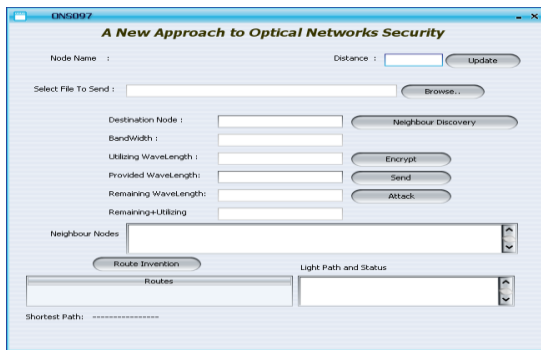 ONS097
A New Approach to Optical Networks Security
Node Name :
Distance :
Update
Select File To Send :
Browse..
Destination Node :
Neighbour Discovery
BandWidth :
Utilizing WaveLength :
Encrypt
Provided WaveLength:
Send
Remaining WaveLength:
Attack
Remaining+Utilizing
Neighbour Nodes
Route Invention
Light Path and Status
Routes
Shortest Path: ---------------